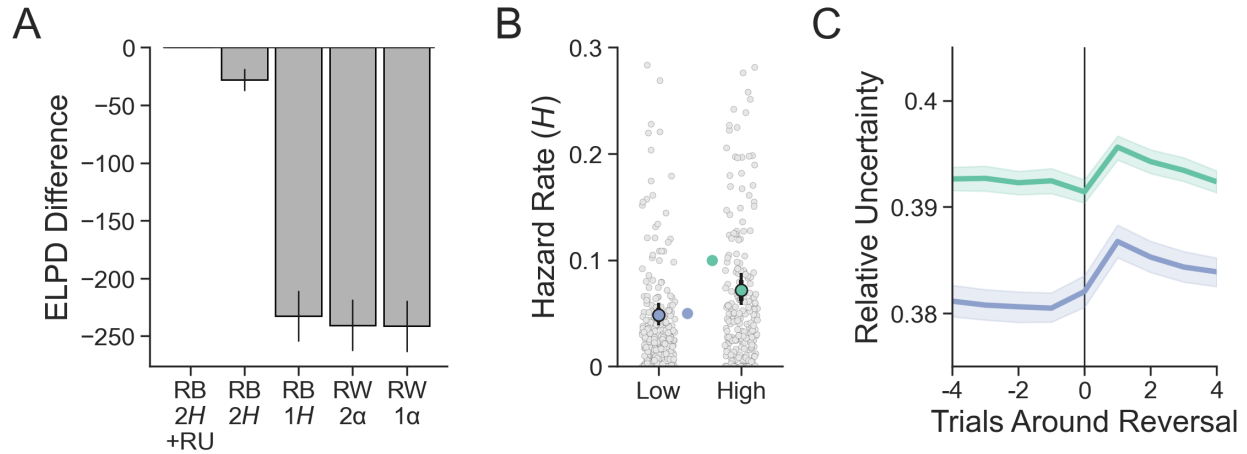 A
ELPD Difference
0
−50
−100
−150
−200
−250
RB
2H
+RU
RB
2H
RB
1H
RW
2α
RW
1α
B
Hazard Rate (H)
0.3
0.2
0.1
0
Low
High
C
Relative Uncertainty
0.4
0.39
0.38
-4
-2
0
2
4
Trials Around Reversal